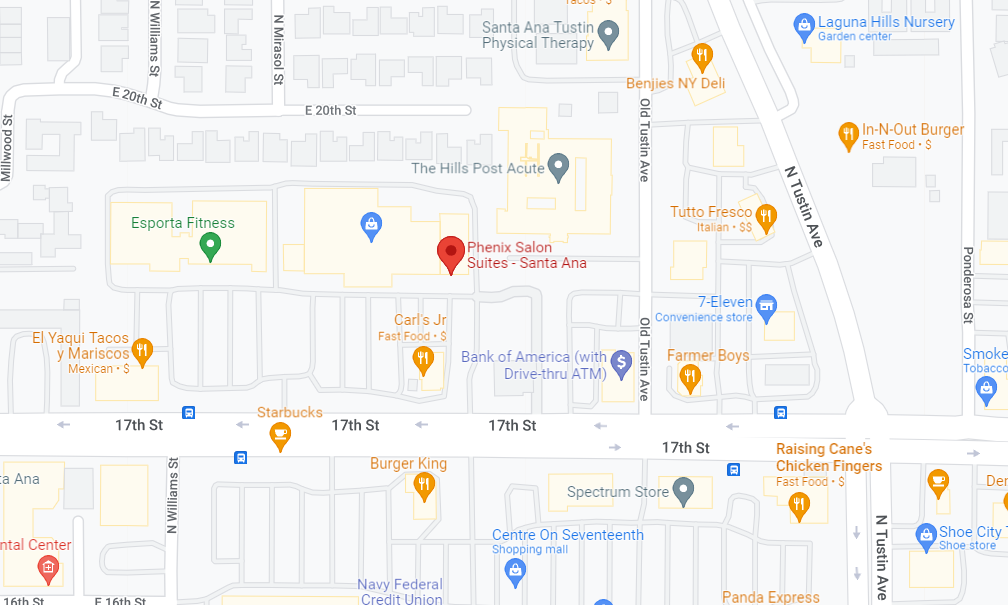 Tacos • $
Santa Ana Tustin
Physical Therapy
Laguna Hills Nursery
Garden center
N Williams St
N Mirasol St
Benjies NY Deli
E 20th St
E 20th St
Old Tustin Ave
Millwood St
In-N-Out Burger
Fast Food • $
The Hills Post Acute
N Tustin Ave
Tutto Fresco
Italian • $$
Esporta Fitness
Phenix Salon
Suites - Santa Ana
Ponderosa St
7-Eleven
Convenience store
Carl's Jr
Fast Food • $
El Yaqui Tacos
y Mariscos
Mexican • $
Old Tustin Ave
Bank of America (with
Drive-thru ATM)
$
Farmer Boys
Smoke
Tobacco
Starbucks
17th St
17th St
17th St
17th St
Raising Cane's
Chicken Fingers
Fast Food • $
Burger King
N Williams St
ta Ana
Spectrum Store
Den
Centre On Seventeenth
Shopping mall
N Tustin Ave
Shoe City
Shoe store
ntal Center
Navy Federal
Credit Union
Panda Express
16th St
E 16th St